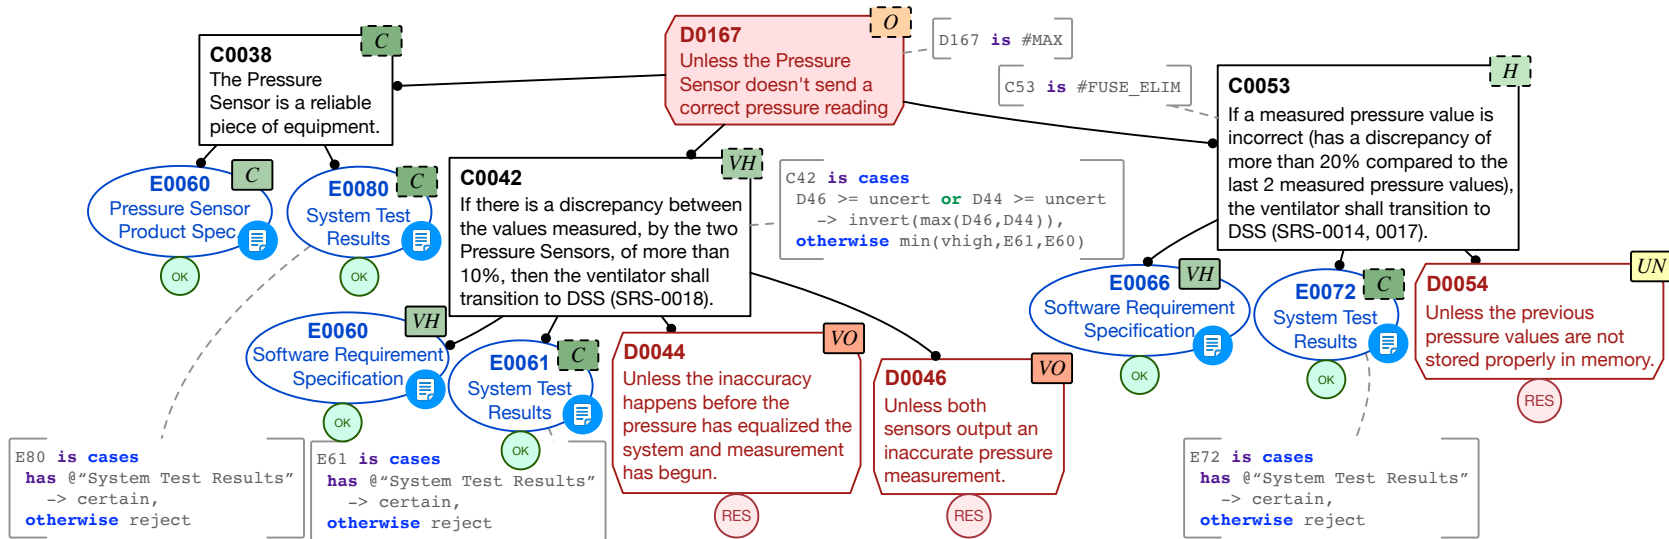 C
C0038
The Pressure
Sensor is a reliable
piece of equipment.
O
D0167
Unless the Pressure
Sensor doesn't send a
correct pressure reading
D167 is #MAX
C53 is #FUSE_ELIM
H
C0053
If a measured pressure value is
incorrect (has a discrepancy of
more than 20% compared to the
last 2 measured pressure values),
the ventilator shall transition to
DSS (SRS-0014, 0017).
C
E0060
Pressure Sensor
Product Spec.
OK
C
E0080
System Test
Results
OK
VH
C0042
If there is a discrepancy between
the values measured, by the two
Pressure Sensors, of more than
10%, then the ventilator shall
transition to DSS (SRS-0018).
C42 is cases
D46 >= uncert or D44 >= uncert
-> invert(max(D46,D44)),
otherwise min(vhigh,E61,E60)
VH
E0066
Software Requirement
Specification
OK
C
E0072
System Test
Results
OK
UN
D0054
Unless the previous
pressure values are not
stored properly in memory.
RES
VH
E0060
Software Requirement
Specification
OK
C
E0061
System Test
Results
OK
VO
D0044
Unless the inaccuracy
happens before the
pressure has equalized the
system and measurement
has begun.
RES
VO
D0046
Unless both
sensors output an
inaccurate pressure
measurement.
RES
E80 is cases
has @“System Test Results”
-> certain,
otherwise reject
E61 is cases
has @“System Test Results”
-> certain,
otherwise reject
E72 is cases
has @“System Test Results”
-> certain,
otherwise reject